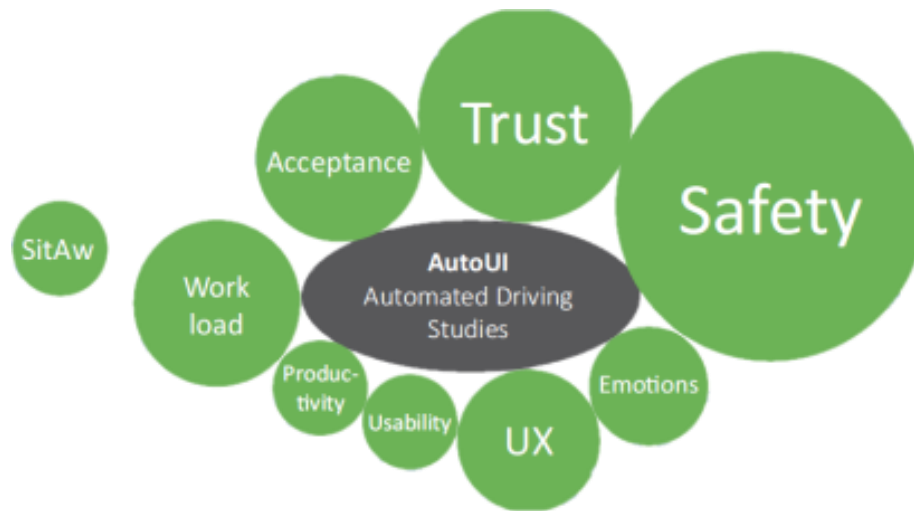 Trust
Acceptance
Safety
SitAw
AutoUI
Automated Driving
Studies
Work
load
Produc-
tivity
Usability
UX
Emotions